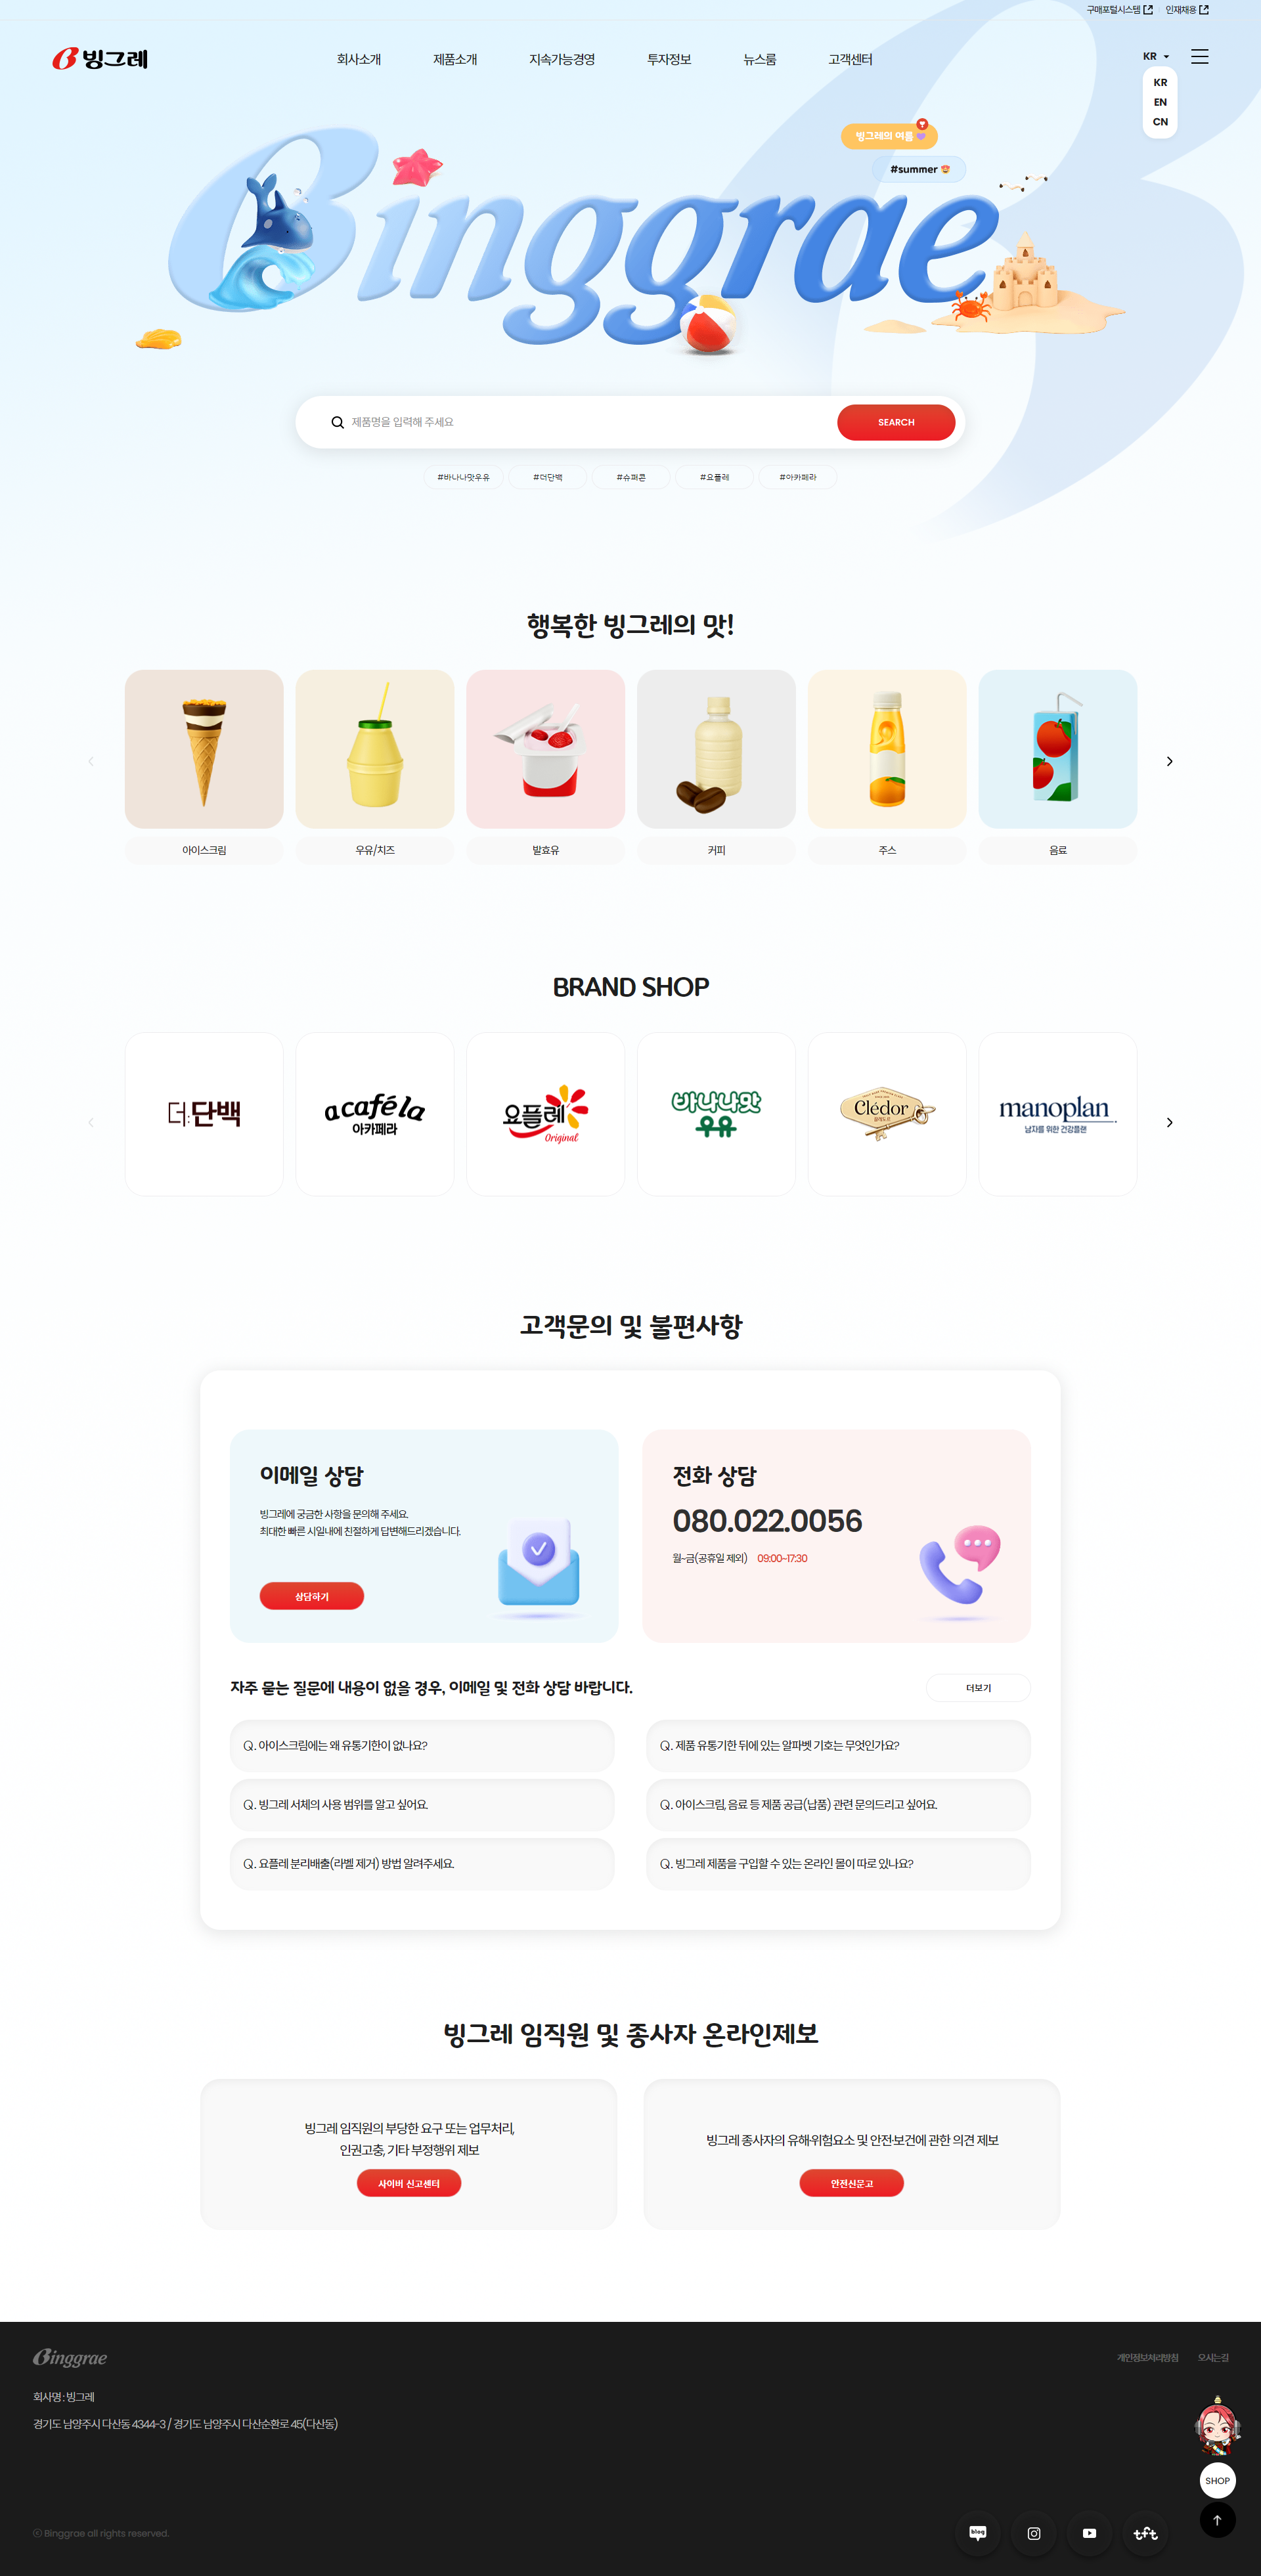 구매포털시스템
인재채용
빙그레
회사소개
제품소개
지속가능경영
투자정보
뉴스룸
고객센터
KR
KR
EN
CN
빙그레의 여름
#summer
Binggrae
제품명을 입력해 주세요
SEARCH
#바나나맛우유
#더단백
#슈퍼콘
#요플레
#아카페라
행복한 빙그레의 맛!
아이스크림
우유/치즈
발효유
커피
주스
음료
BRAND SHOP
더:단백
a caféla
아카페라
요플레
Original
바나나맛
우유
Clédor
끌레도르
manoplan
남자를 위한 건강플랜
고객문의 및 불편사항
이메일 상담
빙그레에 궁금한 사항을 문의해 주세요.
최대한 빠른 시일내에 친절하게 답변해드리겠습니다.
상담하기
전화 상담
080.022.0056
월~금(공휴일 제외) 09:00~17:30
자주 묻는 질문에 내용이 없을 경우, 이메일 및 전화 상담 바랍니다.
더보기
Q. 아이스크림에는 왜 유통기한이 없나요?
Q. 제품 유통기한 뒤에 있는 알파벳 기호는 무엇인가요?
Q. 빙그레 서체의 사용 범위를 알고 싶어요.
Q. 아이스크림, 음료 등 제품 공급(납품) 관련 문의드리고 싶어요.
Q. 요플레 분리배출(라벨 제거) 방법 알려주세요.
Q. 빙그레 제품을 구입할 수 있는 온라인 몰이 따로 있나요?
빙그레 임직원 및 종사자 온라인제보
빙그레 임직원의 부당한 요구 또는 업무처리,
인권고충, 기타 부정행위 제보
사이버 신고센터
빙그레 종사자의 유해·위험요소 및 안전·보건에 관한 의견 제보
안전신문고
Binggrae
개인정보처리방침
오시는길
회사명 : 빙그레
경기도 남양주시 다산동 4344-3 / 경기도 남양주시 다산순환로 45(다산동)
SHOP
ⓒ Binggrae all rights reserved.
blog
tft